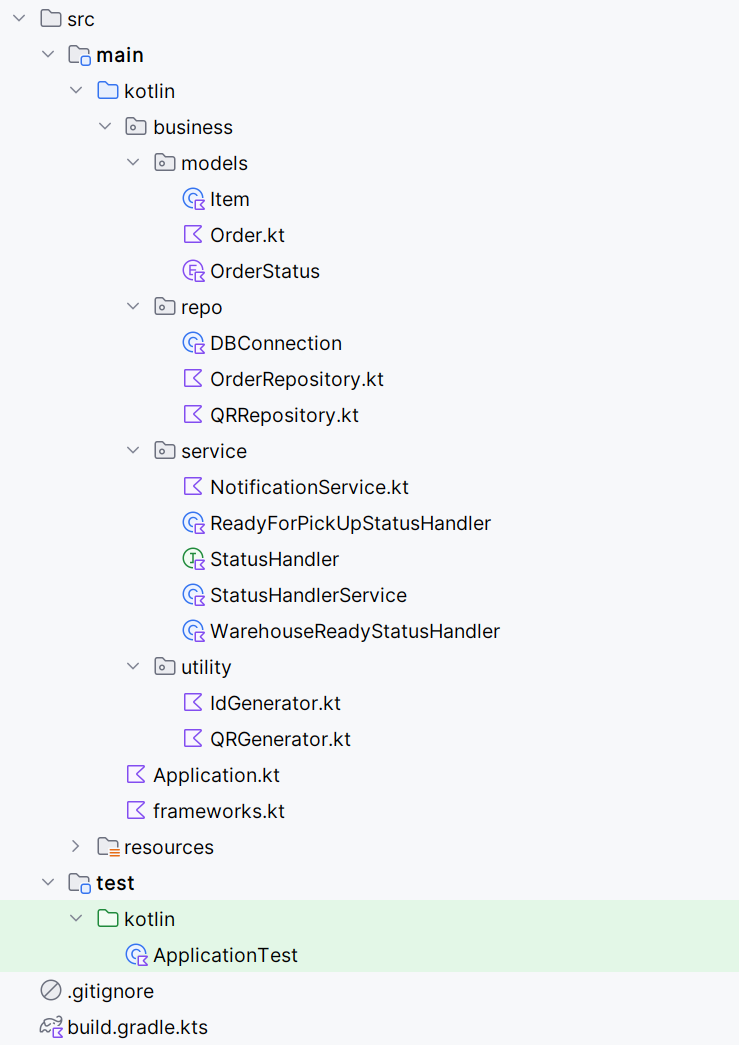 src
main
kotlin
business
models
Item
Order.kt
OrderStatus
repo
DBConnection
OrderRepository.kt
QRRepository.kt
service
NotificationService.kt
ReadyForPickUpStatusHandler
StatusHandler
StatusHandlerService
WarehouseReadyStatusHandler
utility
IdGenerator.kt
QRGenerator.kt
Application.kt
frameworks.kt
resources
test
kotlin
ApplicationTest
.gitignore
build.gradle.kts